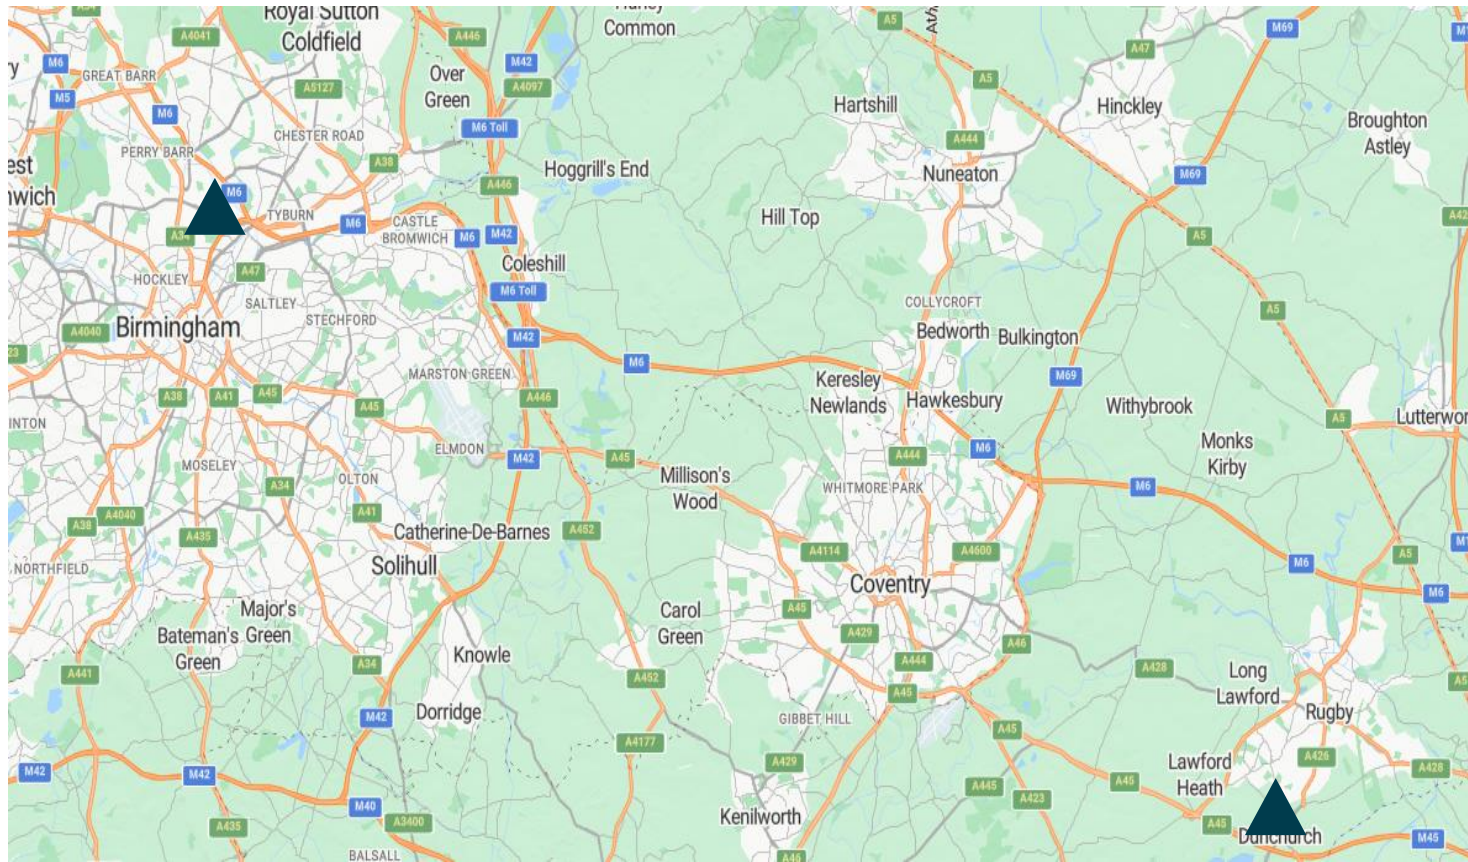 Royal Sutton
Coldfield
Common
A5
M69
A4041
A446
A47
M6
M42
Over
Green
GREAT BARR
A4097
A5127
A5
Hartshill
Hinckley
M5
M6
M6 Toll
CHESTER ROAD
A444
Broughton
Astley
PERRY BARR
A38
Hoggrill's End
Nuneaton
M69
A446
M6
TYBURN
Hill Top
M6
CASTLE
BROMWICH
M6
M42
A34
A5
Coleshill
A47
HOCKLEY
M6 Toll
SALTLEY
COLLYCROFT
A5
STECHFORD
Birmingham
A4040
Bedworth
Bulkington
M42
M6
MARSTON GREEN
Keresley
Newlands
M69
A38
A41
A45
A45
A446
Hawkesbury
Withybrook
A5
ELMDON
M42
A45
A444
M6
Monks
Kirby
MOSELEY
OLTON
Millison's
Wood
WHITMORE PARK
A34
M6
A38
A4040
A41
A435
Catherine-De-Barnes
A452
A4114
A4600
A5
M6
NORTHFIELD
Solihull
Coventry
M6
Major's
Green
Carol
Green
A45
Bateman's
Green
A429
Knowle
A46
A34
A441
A452
A444
A428
Long
Lawford
A45
Dorridge
M42
GIBBET HILL
Rugby
A45
A4177
A429
A426
Lawford
Heath
A428
M42
M42
A45
A445
A423
M40
A3400
Kenilworth
A435
A45
Dunchurch
M45
BALSALL
A46